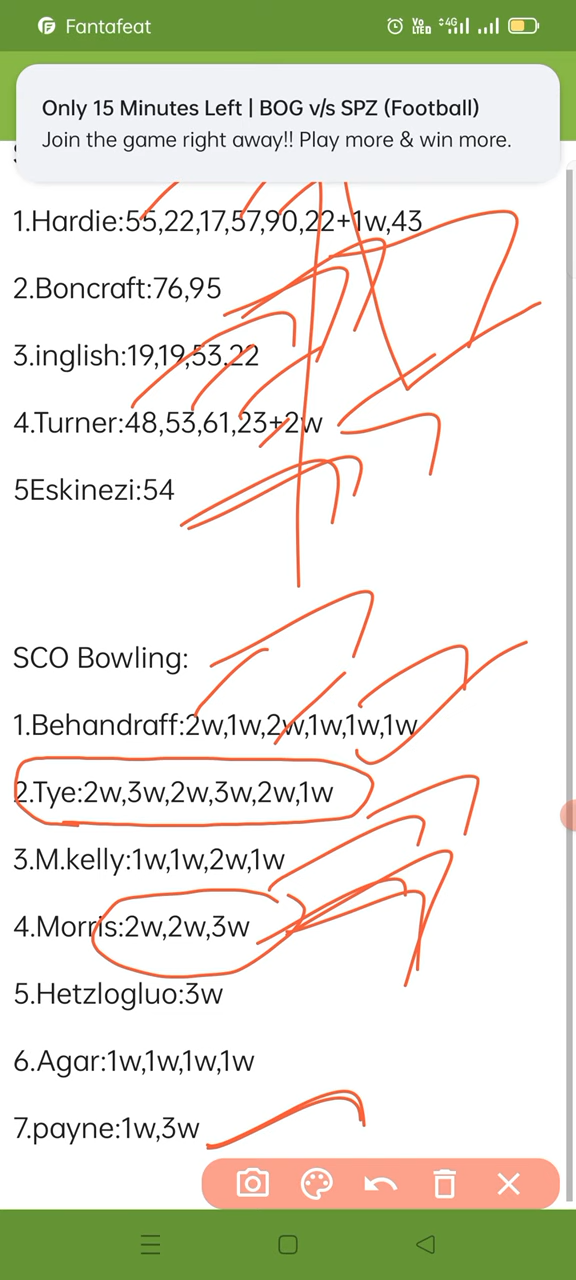 Fantafeat
Vo LTED 4G
Only 15 Minutes Left | BOG v/s SPZ (Football)
Join the game right away!! Play more & win more.
1.Hardie:55,22,17,57,90,22+1w,43
2.Boncraft:76,95
3.inglish:19,19,53,22
4.Turner:48,53,61,23+2w
5Eskinezi:54
SCO Bowling:
1.Behandraff:2w,1w,2w,1w,1w,1w
2.Tye:2w,3w,2w,3w,2w,1w
3.M.kelly:1w,1w,2w,1w
4.Morris:2w,2w,3w
5.Hetzlogluo:3w
6.Agar:1w,1w,1w,1w
7.payne:1w,3w